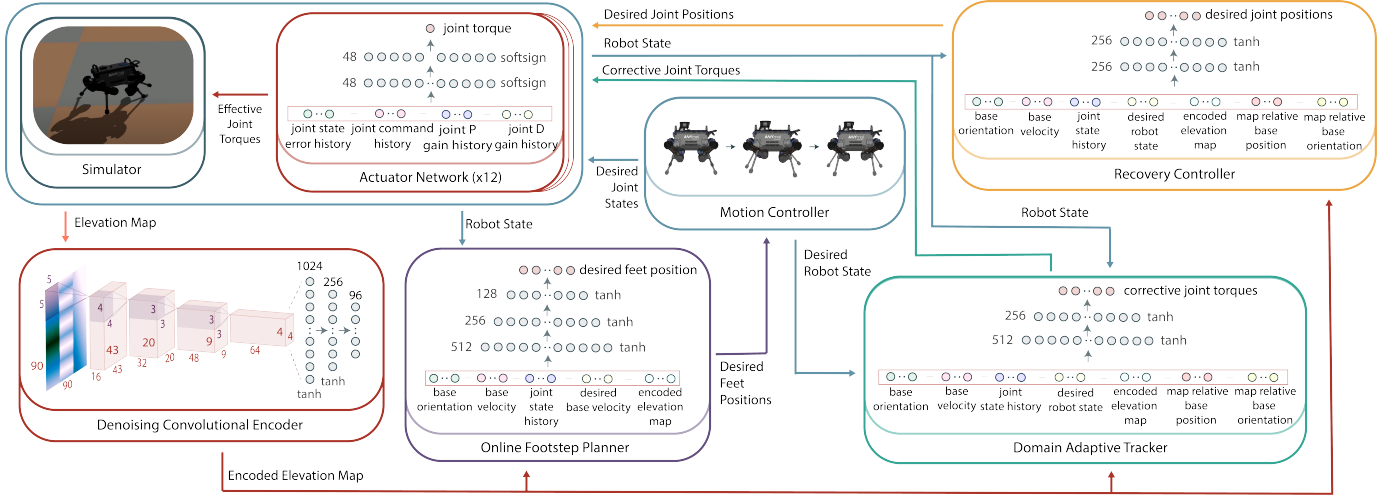 Desired Joint Positions
Robot State
Corrective Joint Torques
joint torque
48
softsign
48
softsign
joint state
error history
joint command
history
joint P
gain history
joint D
gain history
Actuator Network (x12)
Effective
Joint
Torques
Simulator
desired joint positions
256
tanh
256
tanh
base
orientation
base
velocity
joint
state
history
desired
robot
state
encoded
elevation
map
map relative
base
position
map relative
base
orientation
Recovery Controller
Desired
Joint
States
Motion Controller
Elevation Map
Robot State
Desired
Robot State
Robot State
1024
256
96
5
5
4
4
3
3
3
3
4
4
90
90
43
16
43
20
32
20
9
48
9
64
tanh
tanh
Denoising Convolutional Encoder
desired feet position
128
tanh
256
tanh
512
tanh
base
orientation
base
velocity
joint
state
history
desired
base velocity
encoded
elevation
map
Online Footstep Planner
Desired
Feet
Positions
corrective joint torques
256
tanh
512
tanh
base
orientation
base
velocity
joint
state history
desired
robot state
encoded
elevation
map
map relative
base
position
map relative
base
orientation
Domain Adaptive Tracker
Encoded Elevation Map